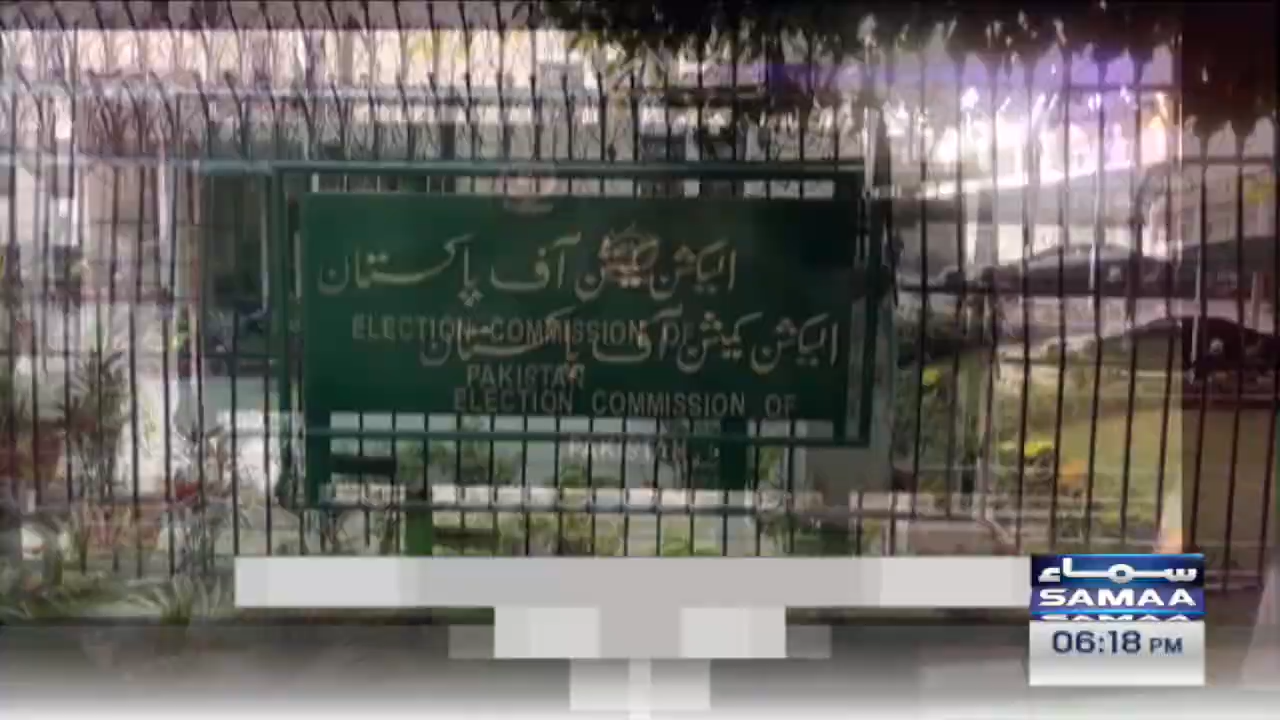 الیکشن کمیشن آف پاکستان
ELECTION COMMISSION OF
PAKISTAN
الیکشن کمیشن آف پاکستان
ELECTION COMMISSION OF
PAKISTAN
سماء
SAMAA
06:18 PM